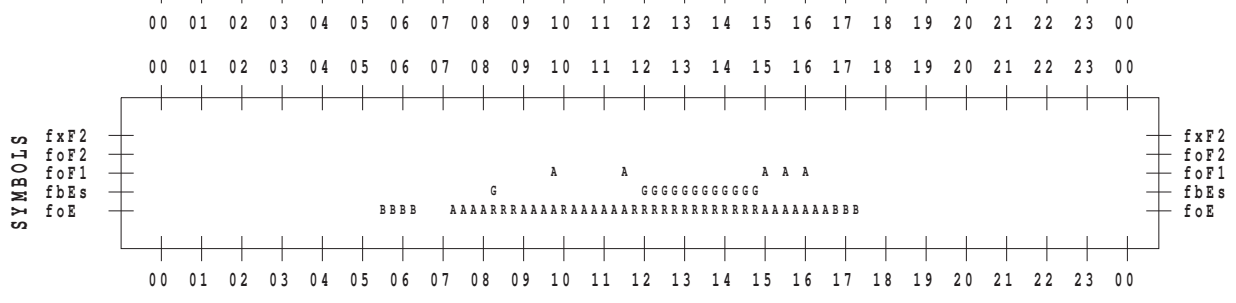 00 01 02 03 04 05 06 07 08 09 10 11 12 13 14 15 16 17 18 19 20 21 22 23 00
00 01 02 03 04 05 06 07 08 09 10 11 12 13 14 15 16 17 18 19 20 21 22 23 00
SYMBOLS
fxF2 fxF2
foF2 foF2
foF1 A A A A A foF1
fbEs G GGGGGGGGGGGG fbEs
foE BBBB AAAARRRAAAARAAAAAARRRRRRRRRRRRRAAAAAAABBB foE
00 01 02 03 04 05 06 07 08 09 10 11 12 13 14 15 16 17 18 19 20 21 22 23 00